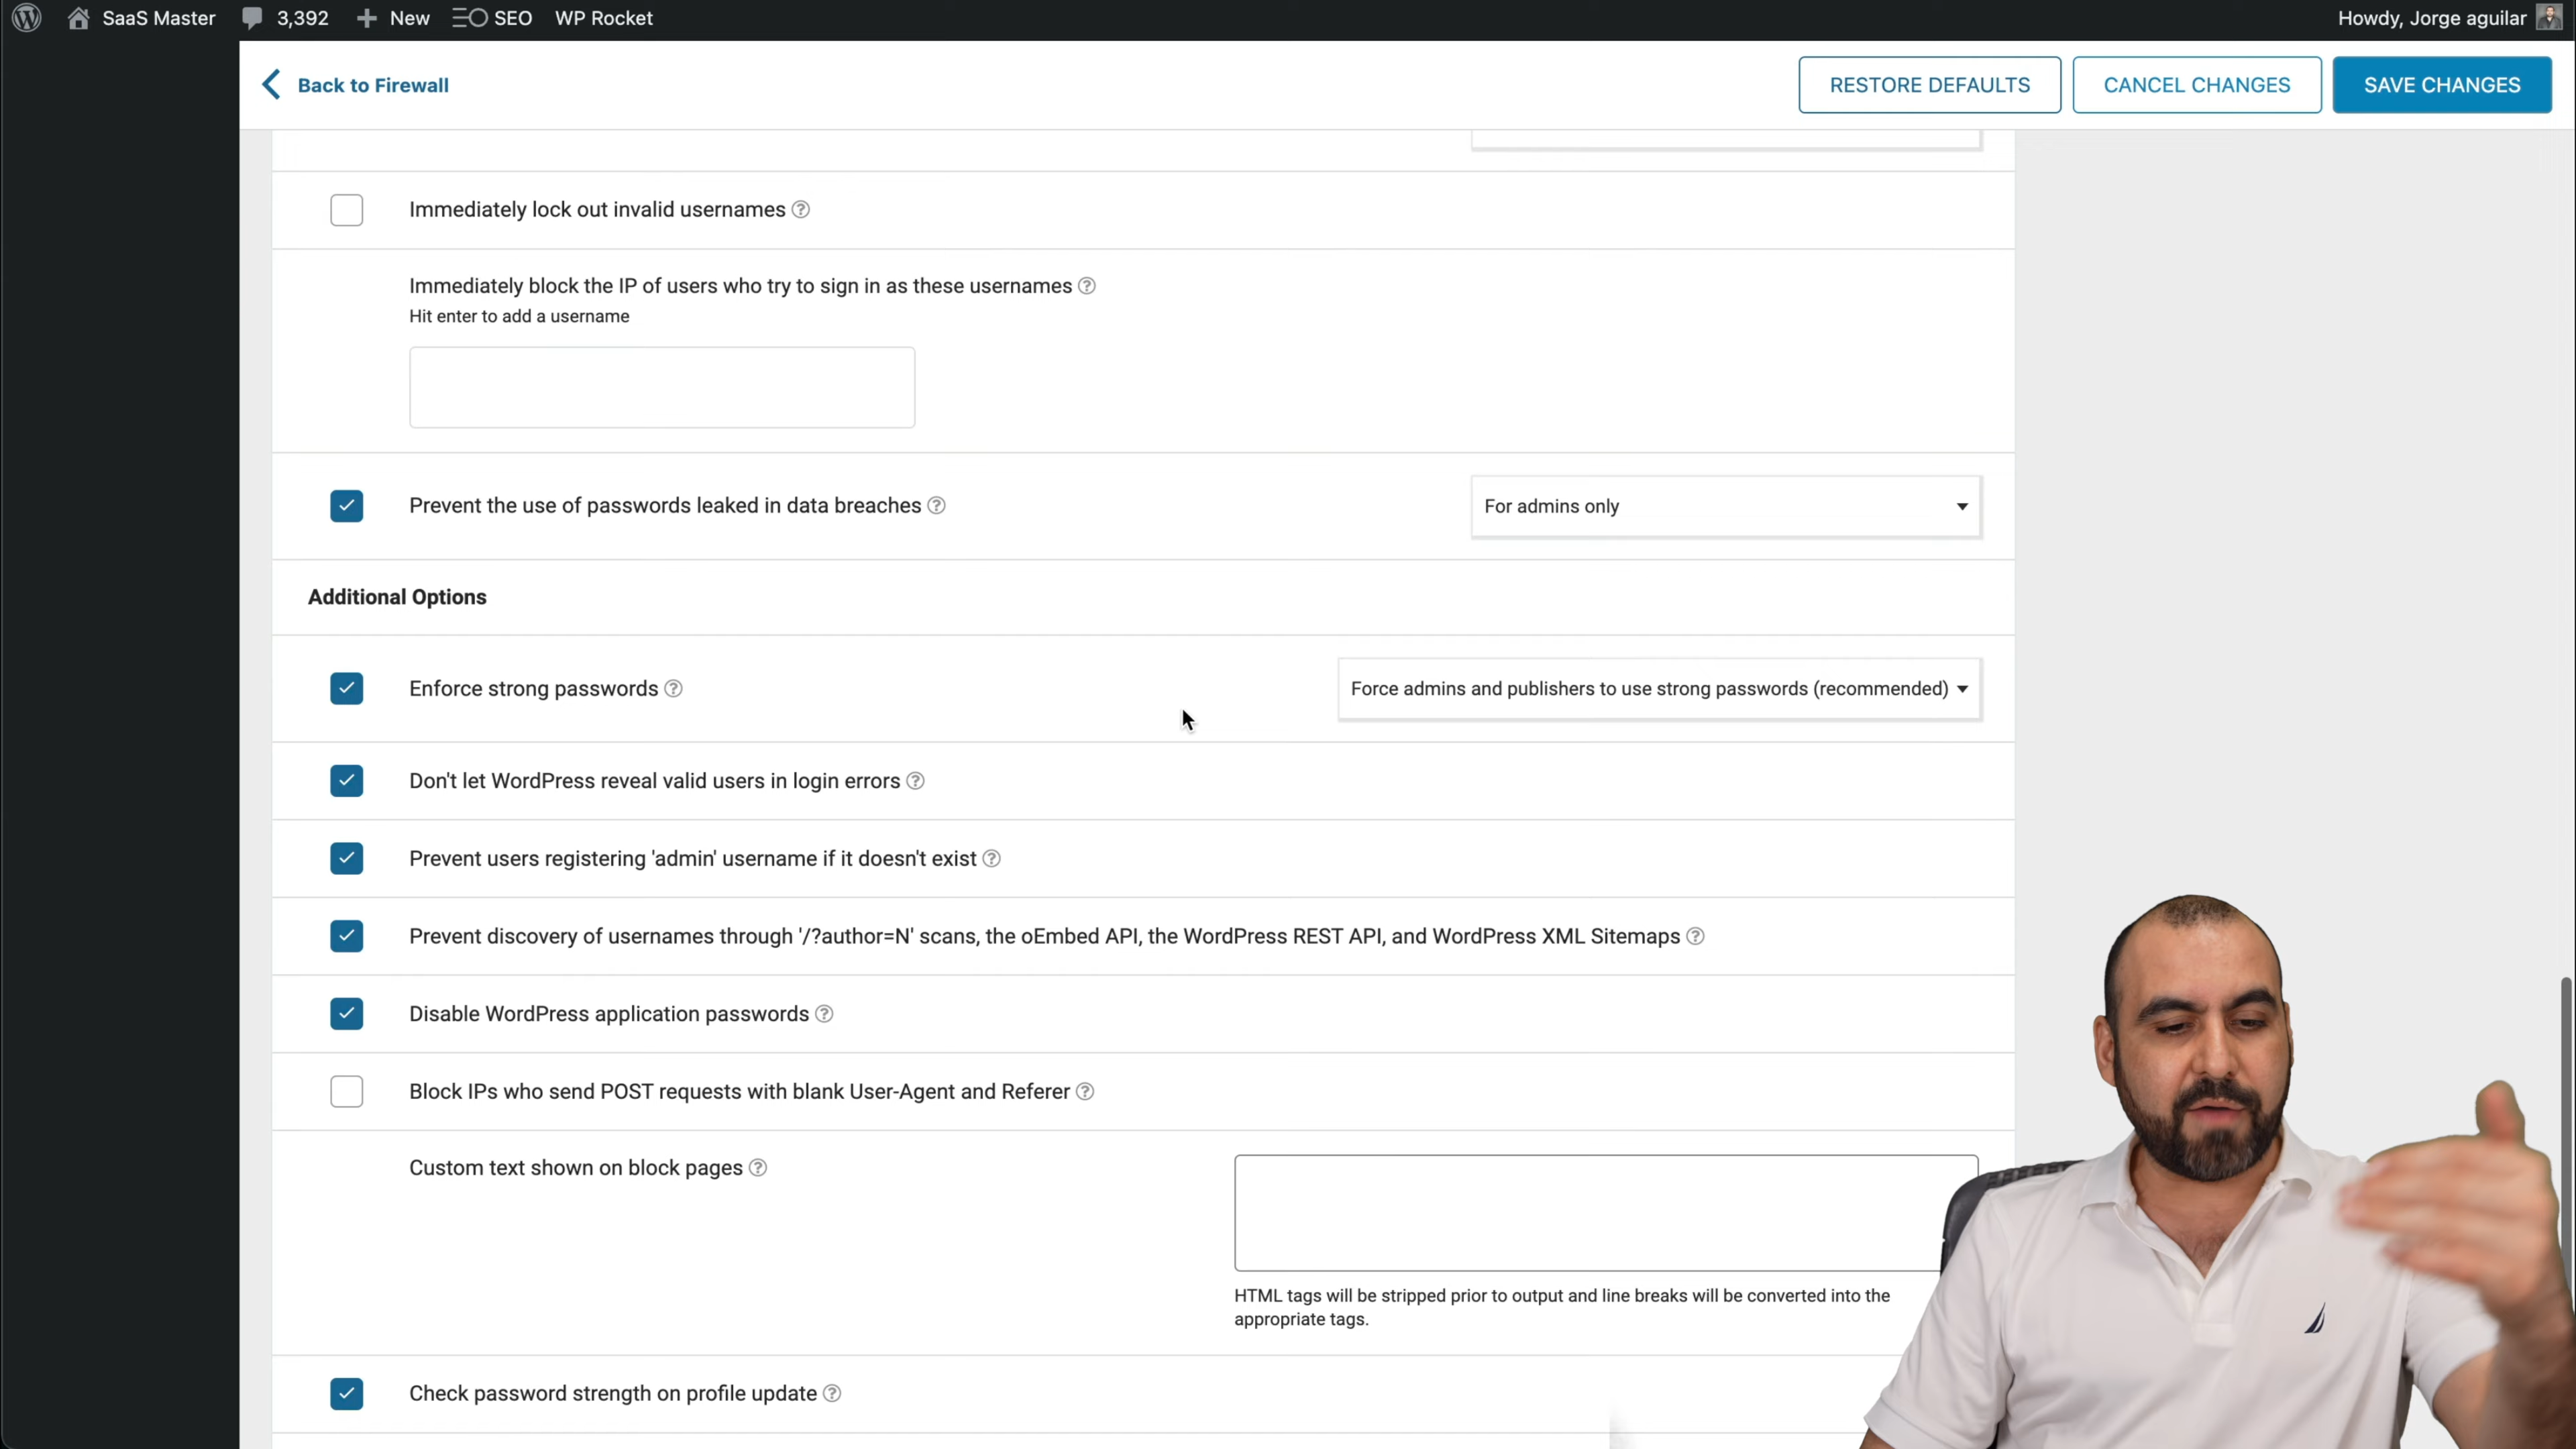 SaaS Master 3,392 New SEO WP Rocket Howdy, Jorge aguilar
Back to Firewall RESTORE DEFAULTS CANCEL CHANGES SAVE CHANGES
Immediately lock out invalid usernames
Immediately block the IP of users who try to sign in as these usernames
Hit enter to add a username
Prevent the use of passwords leaked in data breaches For admins only
Additional Options
Enforce strong passwords Force admins and publishers to use strong passwords (recommended)
Don't let WordPress reveal valid users in login errors
Prevent users registering 'admin' username if it doesn't exist
Prevent discovery of usernames through '/?author=N' scans, the oEmbed API, the WordPress REST API, and WordPress XML Sitemaps
Disable WordPress application passwords
Block IPs who send POST requests with blank User-Agent and Referer
Custom text shown on block pages
HTML tags will be stripped prior to output and line breaks will be converted into the
appropriate tags.
Check password strength on profile update